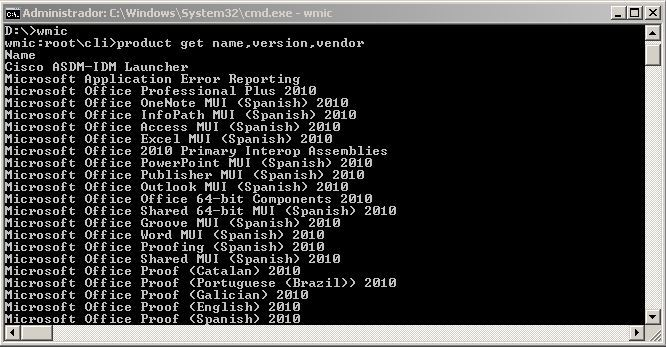 Administrador: C:\Windows\System32\cmd.exe - wmic
D:\>wmic
wmic:root\cli>product get name,version,vendor
Name
Cisco ASDM-IDM Launcher
Microsoft Application Error Reporting
Microsoft Office Professional Plus 2010
Microsoft Office OneNote MUI (Spanish) 2010
Microsoft Office InfoPath MUI (Spanish) 2010
Microsoft Office Access MUI (Spanish) 2010
Microsoft Office Excel MUI (Spanish) 2010
Microsoft Office 2010 Primary Interop Assemblies
Microsoft Office PowerPoint MUI (Spanish) 2010
Microsoft Office Publisher MUI (Spanish) 2010
Microsoft Office Outlook MUI (Spanish) 2010
Microsoft Office Office 64-bit Components 2010
Microsoft Office Shared 64-bit MUI (Spanish) 2010
Microsoft Office Groove MUI (Spanish) 2010
Microsoft Office Word MUI (Spanish) 2010
Microsoft Office Proofing (Spanish) 2010
Microsoft Office Shared MUI (Spanish) 2010
Microsoft Office Proof (Catalan) 2010
Microsoft Office Proof (Portuguese (Brazil)) 2010
Microsoft Office Proof (Galician) 2010
Microsoft Office Proof (English) 2010
Microsoft Office Proof (Spanish) 2010